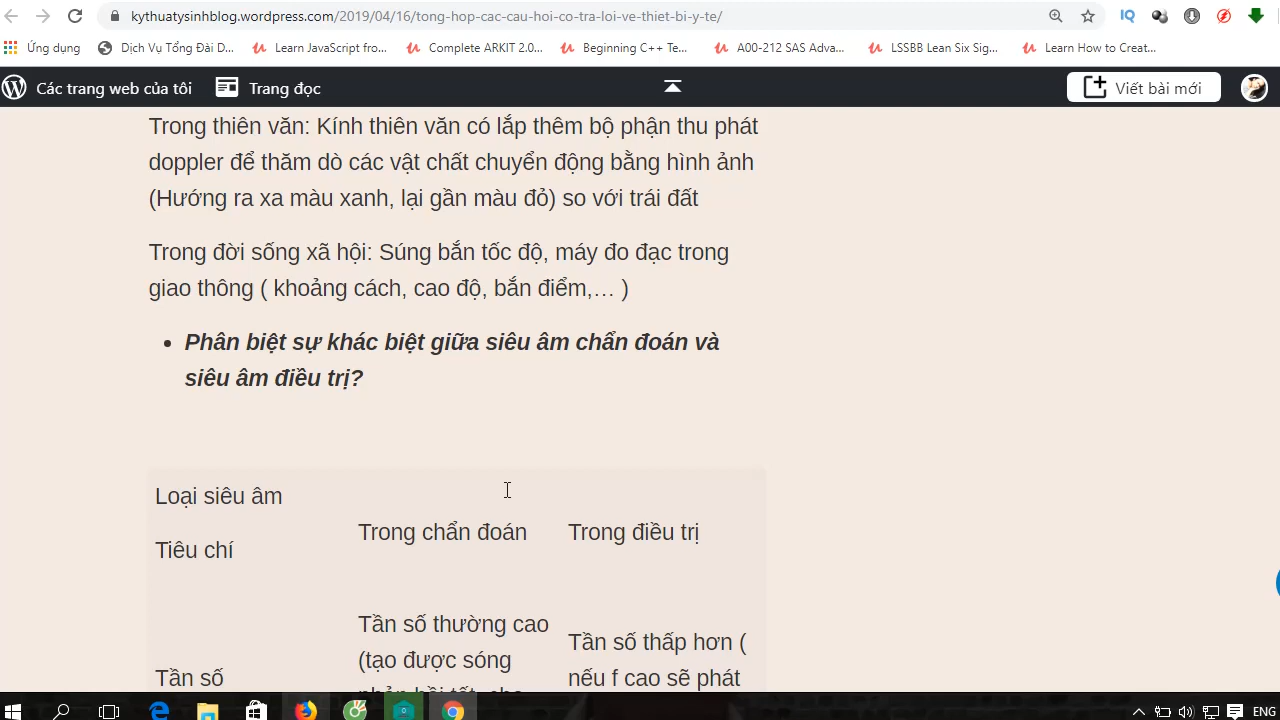 kythuatysinhblog.wordpress.com/2019/04/16/tong-hop-cac-cau-hoi-co-tra-loi-ve-thiet-bi-y-te/
IQ
Ứng dụng
Dịch Vụ Tổng Đài D...
Learn JavaScript fro...
Complete ARKIT 2.0...
Beginning C++ Te...
A00-212 SAS Adva...
LSSBB Lean Six Sig...
Learn How to Creat...
Các trang web của tôi
Trang đọc
Viết bài mới
Trong thiên văn: Kính thiên văn có lắp thêm bộ phận thu phát
doppler để thăm dò các vật chất chuyển động bằng hình ảnh
(Hướng ra xa màu xanh, lại gần màu đỏ) so với trái đất
Trong đời sống xã hội: Súng bắn tốc độ, máy đo đạc trong
giao thông ( khoảng cách, cao độ, bắn điểm,… )
• Phân biệt sự khác biệt giữa siêu âm chẩn đoán và
siêu âm điều trị?
Loại siêu âm
Tiêu chí
Trong chẩn đoán
Trong điều trị
Tần số
Tần số thường cao
(tạo được sóng
Tần số thấp hơn (
nếu f cao sẽ phát
ENG